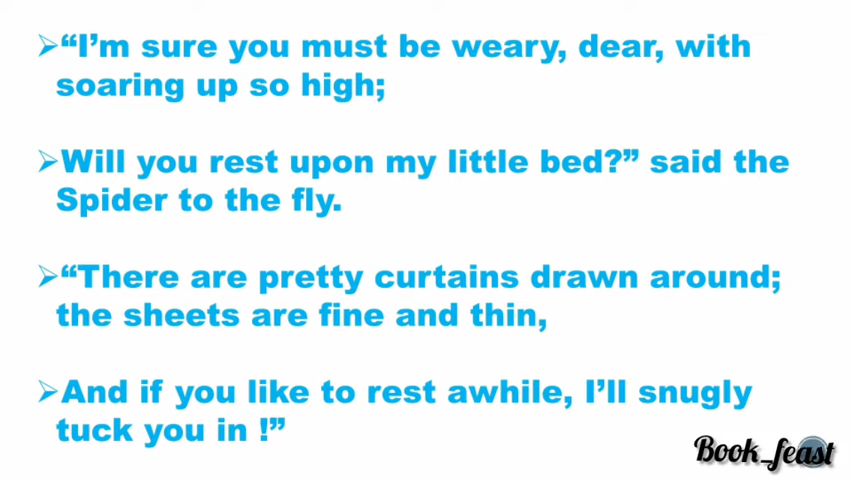 “I’m sure you must be weary, dear, with
soaring up so high;
Will you rest upon my little bed?” said the
Spider to the fly.
“There are pretty curtains drawn around;
the sheets are fine and thin,
And if you like to rest awhile, I’ll snugly
tuck you in !”
Book_feast